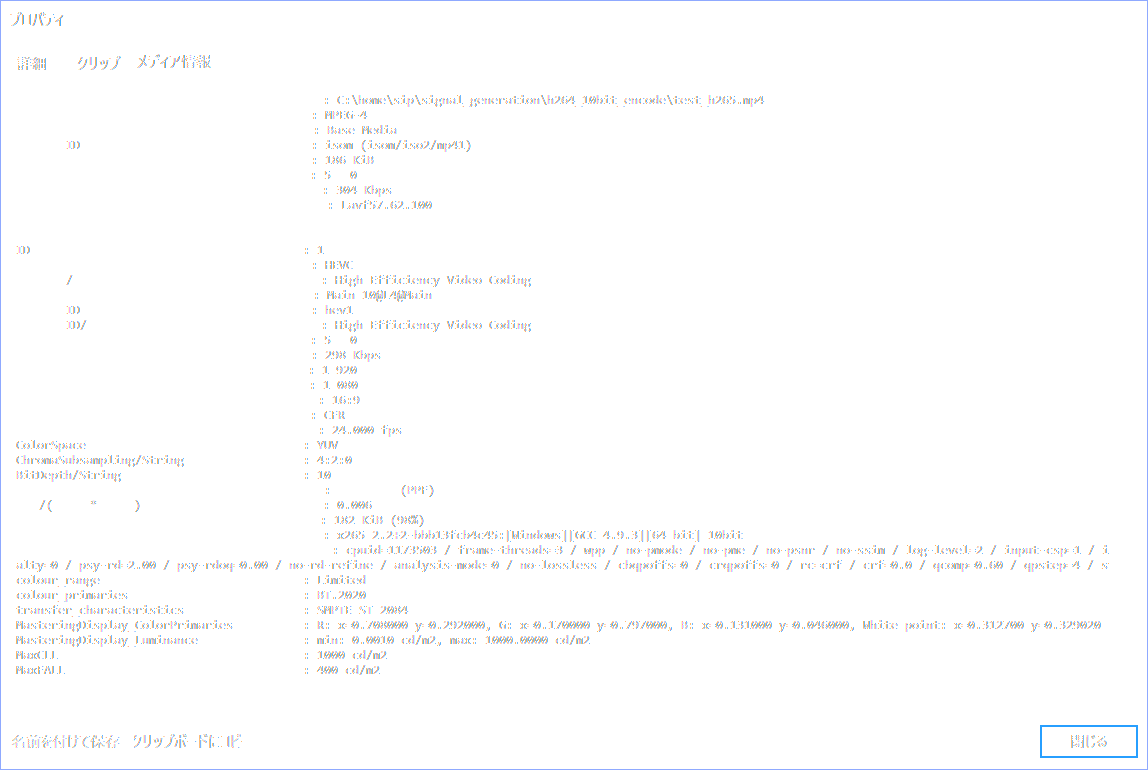 プロパティ
詳細 クリップ メディア情報
: C:\home\sip\signal_generation\h264_10bit_encode\test_h265.mp4
: MPEG-4
: Base Media
ID : isom (isom/iso2/mp41)
: 186 KiB
: 5 0
: 304 Kbps
: Lavf57.62.100
ID : 1
: HEVC
/ : High Efficiency Video Coding
: Main 10@L4@Main
ID : hev1
ID/ : High Efficiency Video Coding
: 5 0
: 298 Kbps
: 1 920
: 1 080
: 16:9
: CFR
: 24.000 fps
ColorSpace : YUV
ChromaSubsampling/String : 4:2:0
BitDepth/String : 10
: (PPF)
/( * ) : 0.006
: 182 KiB (98%)
: x265 2.2+2-bbb13fcb4c45:[Windows][GCC 4.9.3][64 bit] 10bit
: cpuid=1173503 / frame-threads=3 / wpp / no-pmode / no-pme / no-psnr / no-ssim / log-level=2 / input-csp=1 / i
alty=0 / psy-rd=2.00 / psy-rdoq=0.00 / no-rd-refine / analysis-mode=0 / no-lossless / cbqpoffs=0 / crqpoffs=0 / rc=crf / crf=0.0 / qcomp=0.60 / qpstep=4 / s
colour_range : Limited
colour_primaries : BT.2020
transfer_characteristics : SMPTE ST 2084
MasteringDisplay_ColorPrimaries : R: x=0.708000 y=0.292000, G: x=0.170000 y=0.797000, B: x=0.131000 y=0.046000, White point: x=0.312700 y=0.329020
MasteringDisplay_Luminance : min: 0.0010 cd/m2, max: 1000.0000 cd/m2
MaxCLL : 1000 cd/m2
MaxFALL : 400 cd/m2
名前を付けて保存 クリップボードにコピ
閉じる